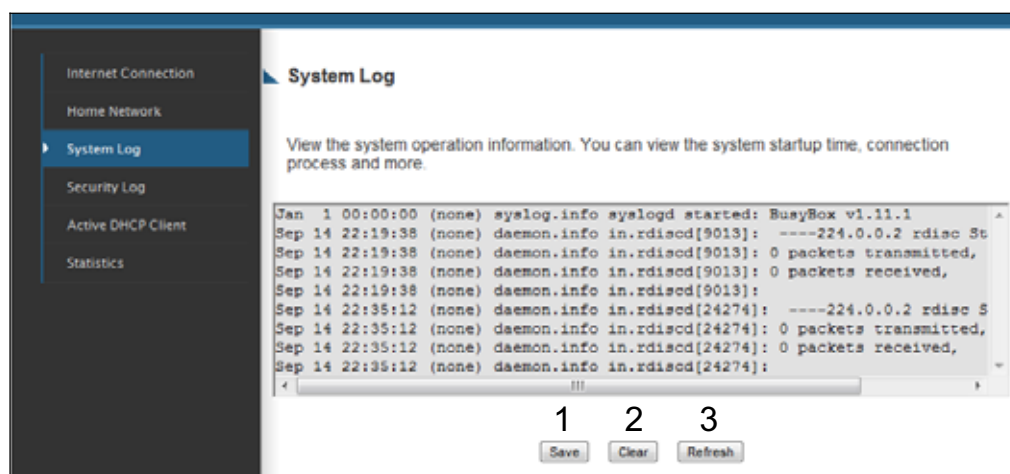 Internet Connection
Home Network
System Log
Security Log
Active DHCP Client
Statistics
System Log
View the system operation information. You can view the system startup time, connection
process and more.
Jan 1 00:00:00 (none) syslog.info syslogd started: BusyBox v1.11.1
Sep 14 22:19:38 (none) daemon.info in.rdiscd[9013]: ----224.0.0.2 rdisc St
Sep 14 22:19:38 (none) daemon.info in.rdiscd[9013]: 0 packets transmitted,
Sep 14 22:19:38 (none) daemon.info in.rdiscd[9013]: 0 packets received,
Sep 14 22:19:38 (none) daemon.info in.rdiscd[9013]:
Sep 14 22:35:12 (none) daemon.info in.rdiscd[24274]: ----224.0.0.2 rdisc S
Sep 14 22:35:12 (none) daemon.info in.rdiscd[24274]: 0 packets transmitted,
Sep 14 22:35:12 (none) daemon.info in.rdiscd[24274]: 0 packets received,
Sep 14 22:35:12 (none) daemon.info in.rdiscd[24274]:
1 2 3
Save Clear Refresh